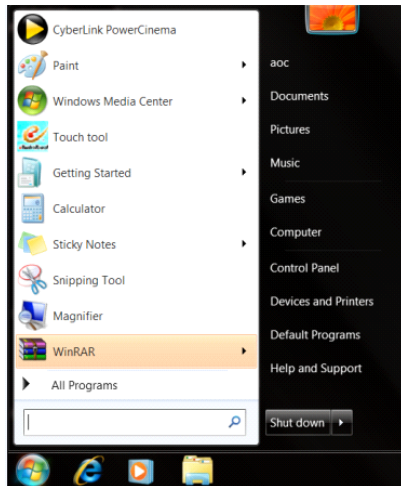 CyberLink PowerCinema
Paint
Windows Media Center
Touch tool
Getting Started
Calculator
Sticky Notes
Snipping Tool
Magnifier
WinRAR
All Programs
aoc
Documents
Pictures
Music
Games
Computer
Control Panel
Devices and Printers
Default Programs
Help and Support
Shut down